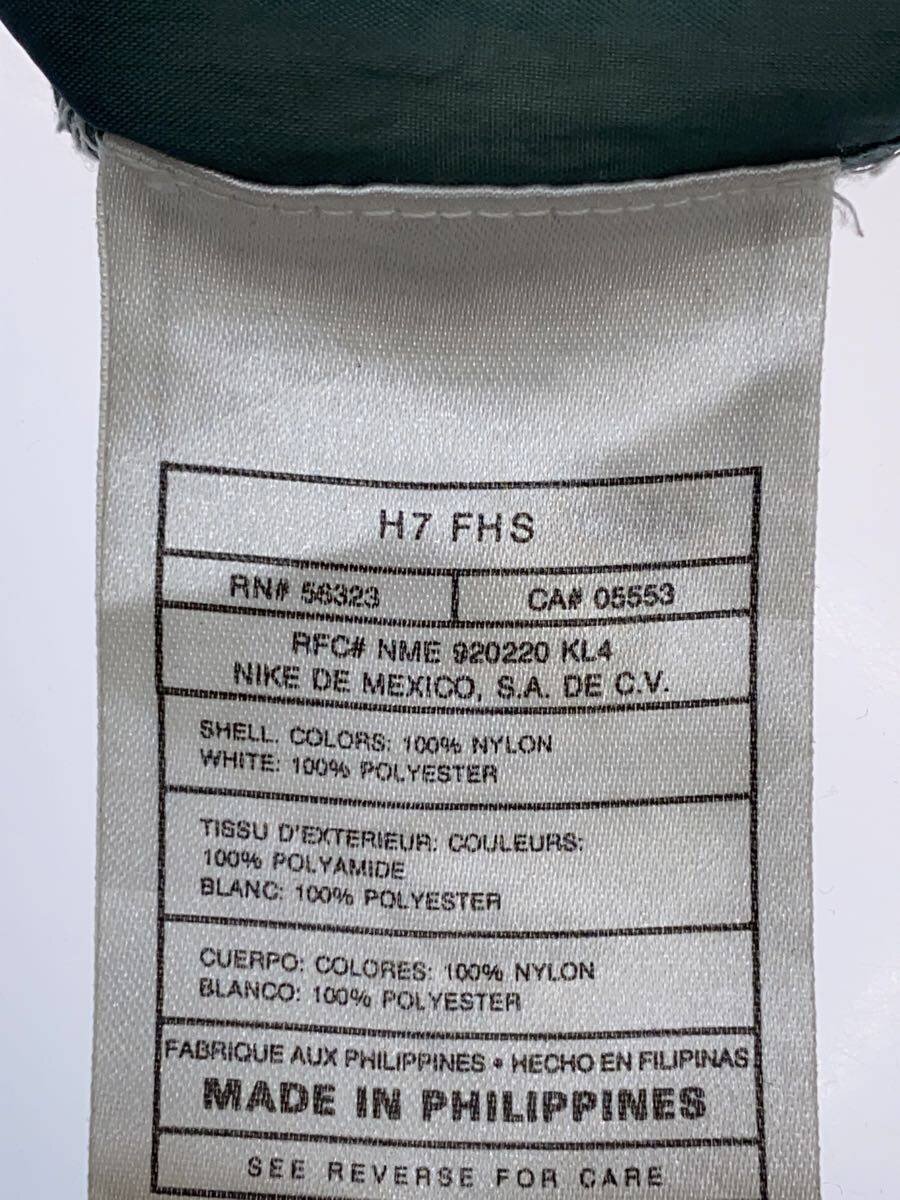 H7 FHS
RN# 56323 CA# 05553
RFC# NME 920220 KL4
NIKE DE MEXICO, S.A. DE C.V.
SHELL. COLORS: 100% NYLON
WHITE: 100% POLYESTER
TISSU D'EXTERIEUR: COULEURS:
100% POLYAMIDE
BLANC: 100% POLYESTER
CUERPO: COLORES: 100% NYLON
BLANCO: 100% POLYESTER
FABRIQUE AUX PHILIPPINES • HECHO EN FILIPINAS
MADE IN PHILIPPINES
SEE REVERSE FOR CARE